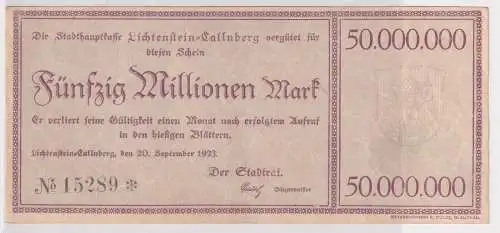 Die Stadthauptkasse Lichtenstein-Callnberg vergütet für
diesen Schein
Fünfzig Millionen Mark
Er verliert seine Gültigkeit einen Monat nach erfolgtem Aufruf
in den hiesigen Blättern.
Lichtenstein-Callnberg, den 20. September 1923.
Der Stadtrat.
Bürgermeister
№ 15289 *
50.000.000
50.000.000